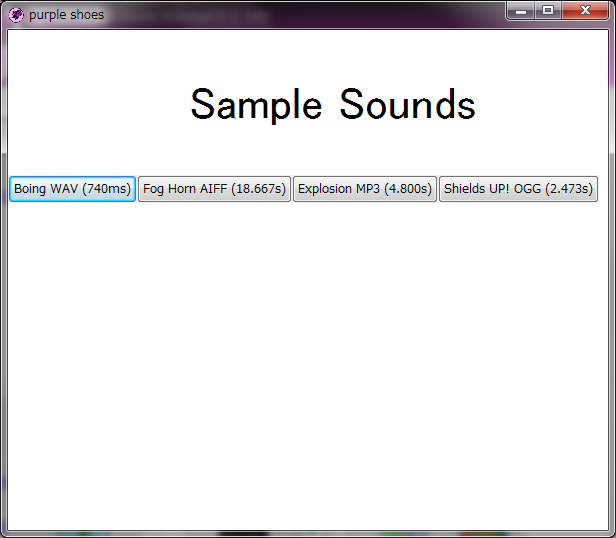 purple shoes
Sample Sounds
Boing WAV (740ms) Fog Horn AIFF (18.667s) Explosion MP3 (4.800s) Shields UP! OGG (2.473s)